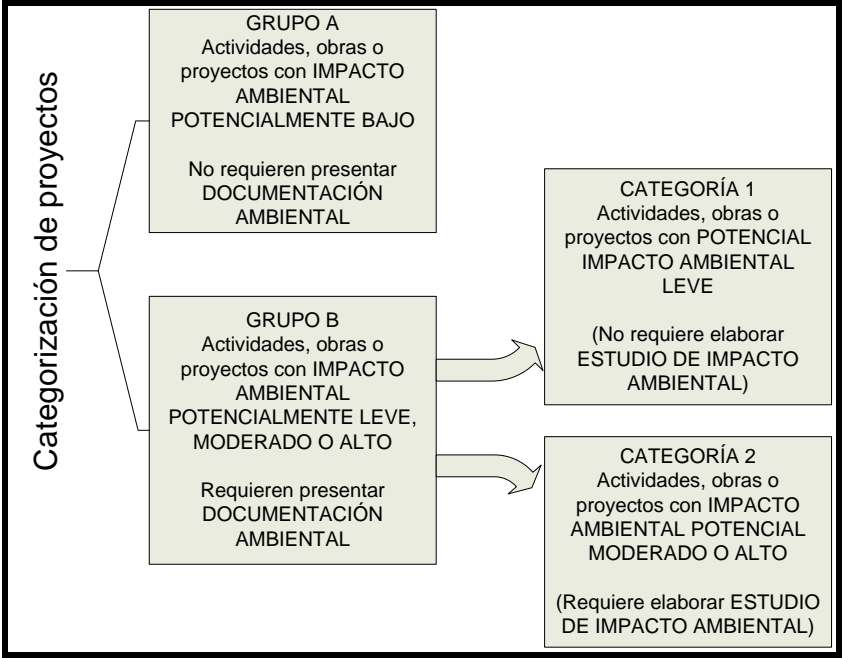 Categorización de proyectos
GRUPO A
Actividades, obras o
proyectos con IMPACTO
AMBIENTAL
POTENCIALMENTE BAJO
No requieren presentar
DOCUMENTACIÓN
AMBIENTAL
GRUPO B
Actividades, obras o
proyectos con IMPACTO
AMBIENTAL
POTENCIALMENTE LEVE,
MODERADO O ALTO
Requieren presentar
DOCUMENTACIÓN
AMBIENTAL
CATEGORÍA 1
Actividades, obras o
proyectos con POTENCIAL
IMPACTO AMBIENTAL
LEVE
(No requiere elaborar
ESTUDIO DE IMPACTO
AMBIENTAL)
CATEGORÍA 2
Actividades, obras o
proyectos con IMPACTO
AMBIENTAL POTENCIAL
MODERADO O ALTO
(Requiere elaborar ESTUDIO
DE IMPACTO AMBIENTAL)